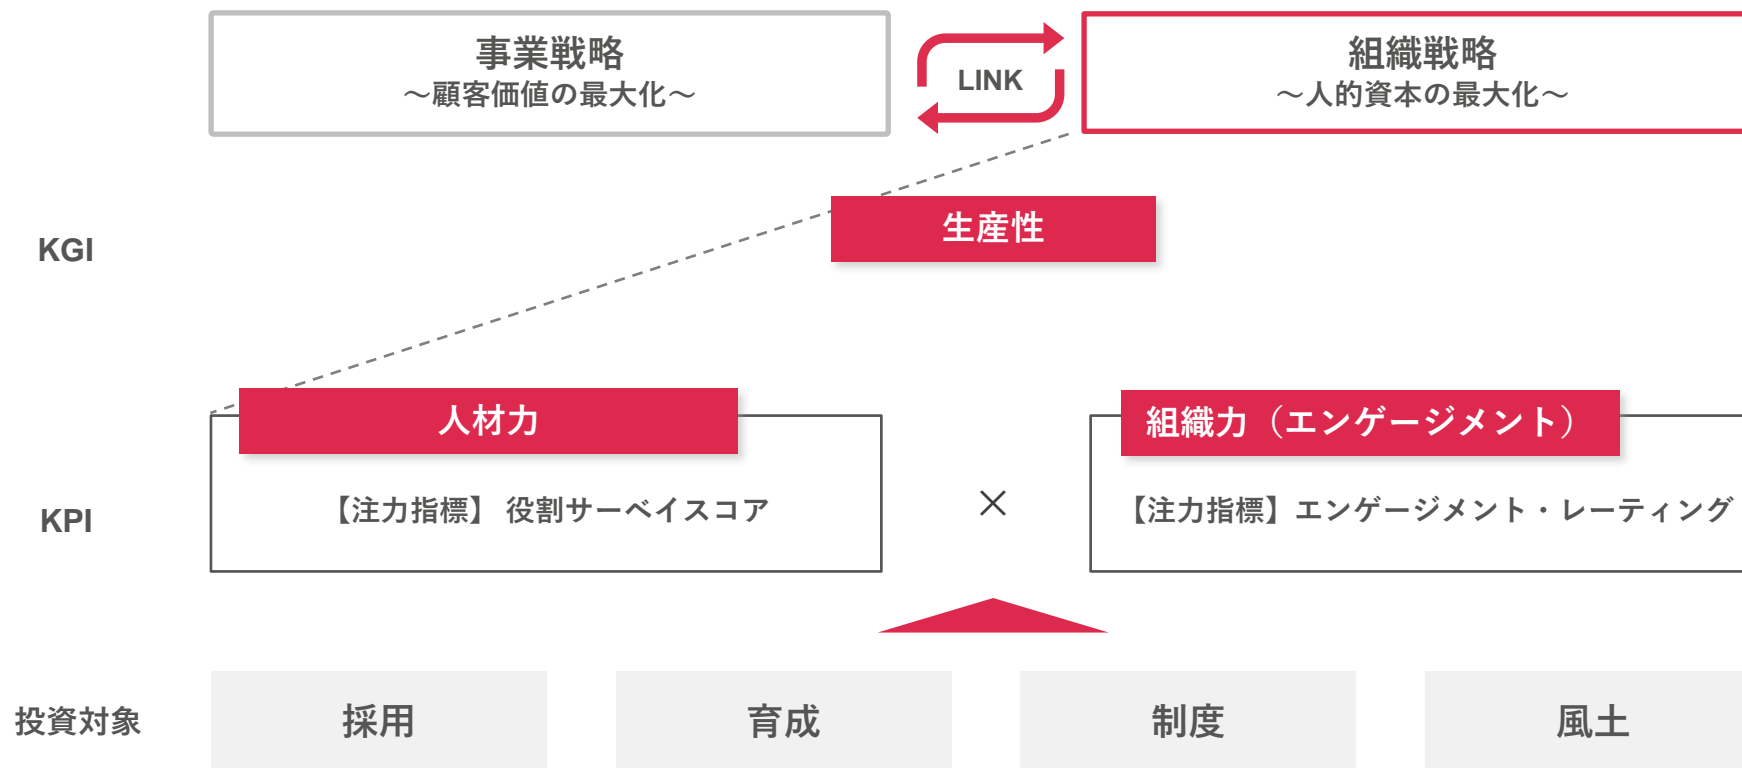 事業戦略
～顧客価値の最大化～
LINK
組織戦略
～人的資本の最大化～
KGI
生産性
KPI
人材力
【注力指標】 役割サーベイスコア
×
組織力（エンゲージメント）
【注力指標】エンゲージメント・レーティング
投資対象
採用
育成
制度
風土